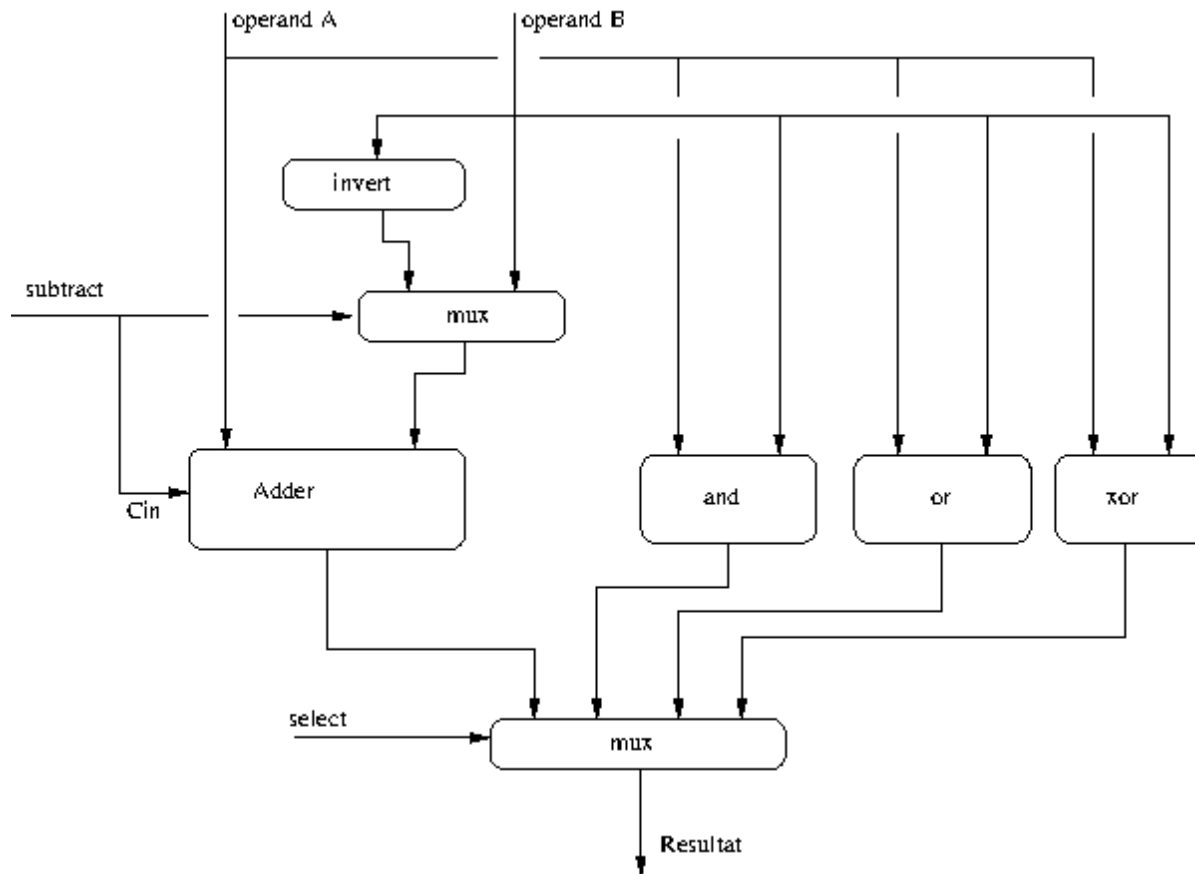 operand A
operand B
invert
subtract
mux
Adder
Cin
and
or
xor
select
mux
Resultat